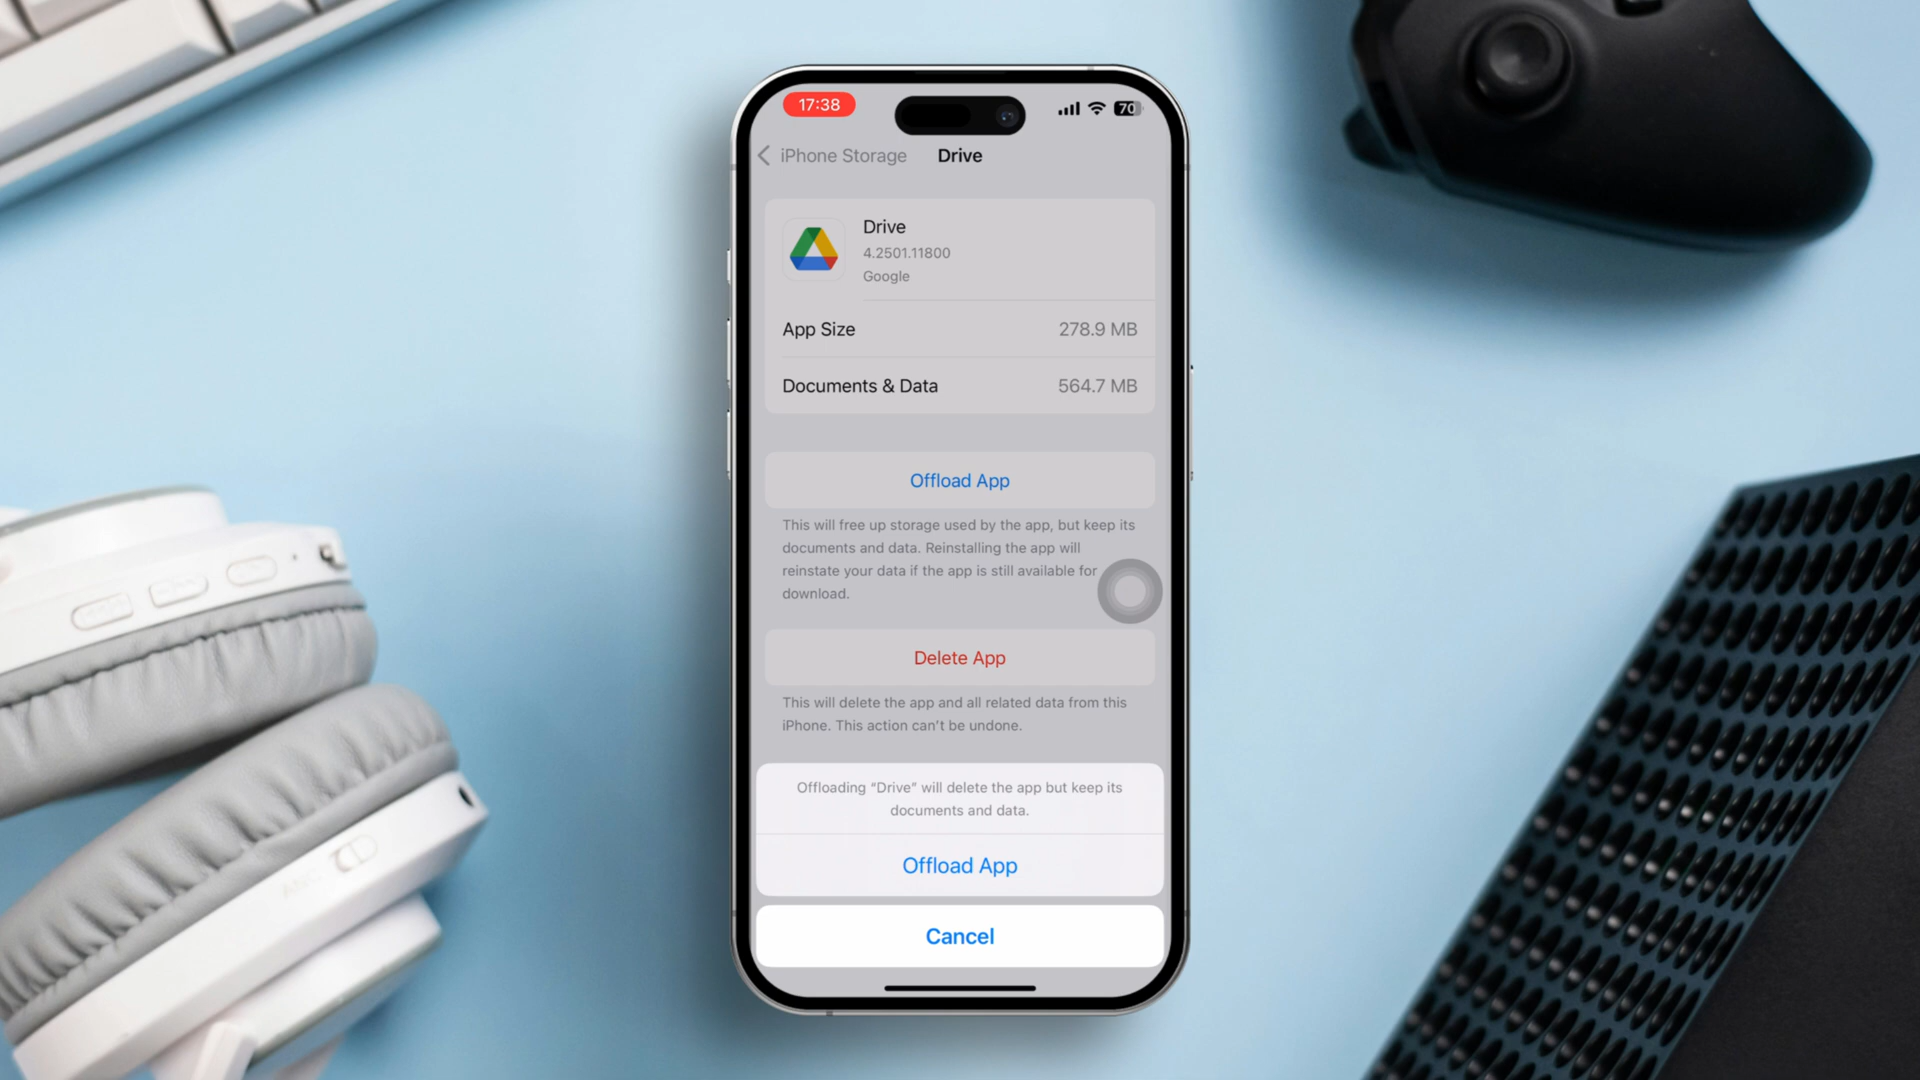 17:38
70
iPhone Storage
Drive
Drive
4.2501.11800
Google
App Size
278.9 MB
Documents & Data
564.7 MB
Offload App
This will free up storage used by the app, but keep its
documents and data. Reinstalling the app will
reinstate your data if the app is still available for
download.
Delete App
This will delete the app and all related data from this
iPhone. This action can't be undone.
Offloading “Drive” will delete the app but keep its
documents and data.
Offload App
Cancel